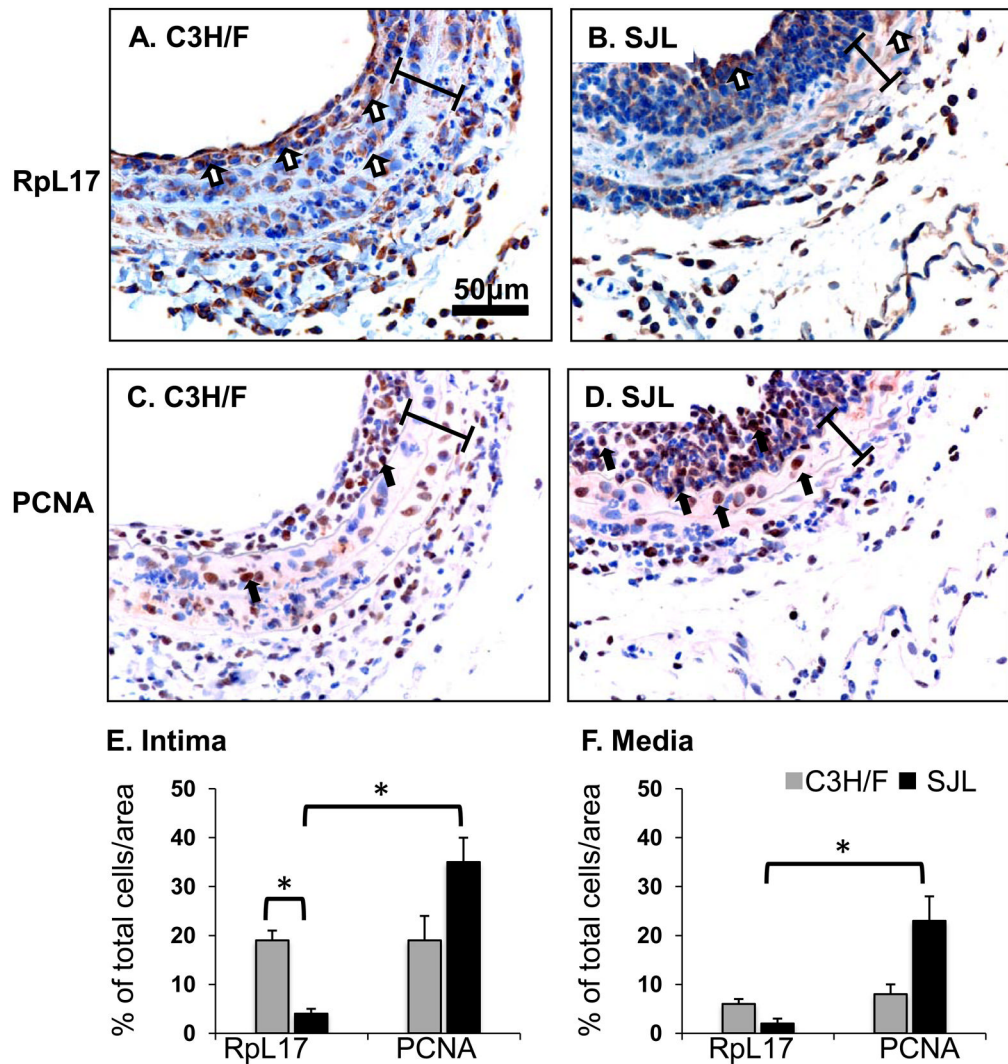 A. C3H/F
B. SJL
RpL17
50µm
C. C3H/F
D. SJL
PCNA
E. Intima
F. Media
C3H/F SJL
% of total cells/area
50
40
30
20
10
0
*
*
RpL17 PCNA
% of total cells/area
50
40
30
20
10
0
*
RpL17 PCNA